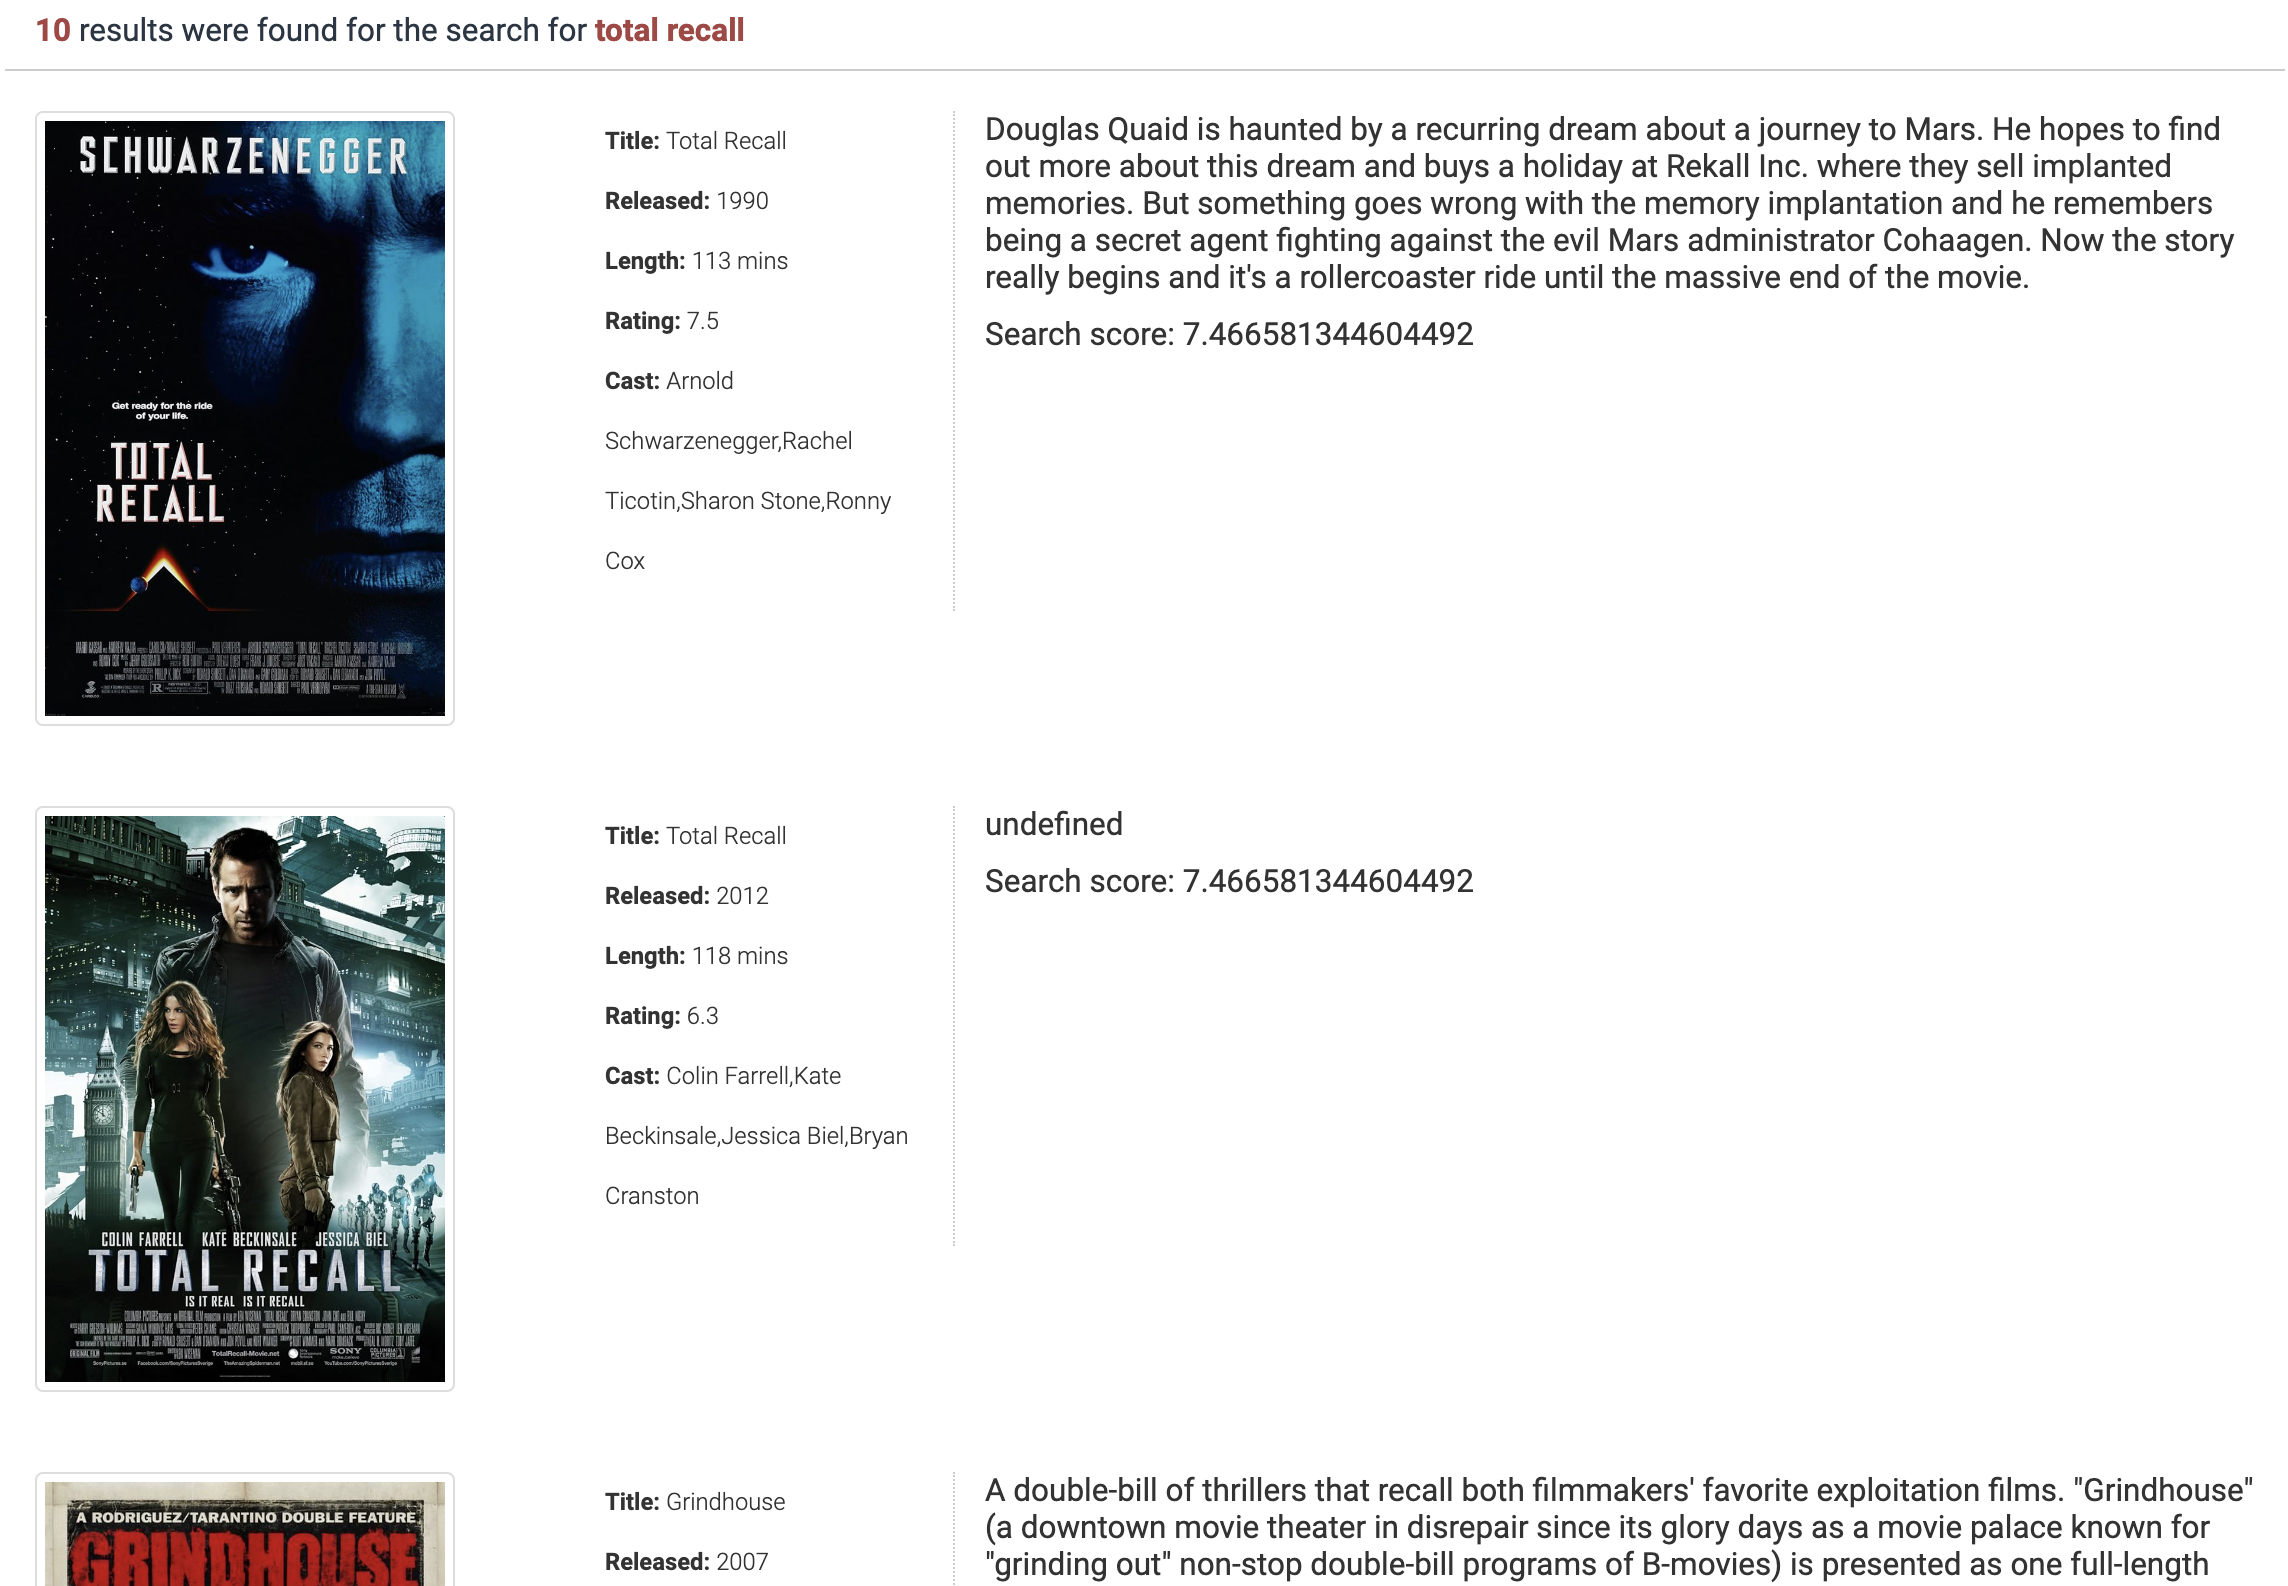 10 results were found for the search for total recall
SCHWARZENEGGER
Get ready for the ride
of your life.
TOTAL
RECALL
Title: Total Recall
Released: 1990
Length: 113 mins
Rating: 7.5
Cast: Arnold
Schwarzenegger,Rachel
Ticotin,Sharon Stone,Ronny
Cox
Douglas Quaid is haunted by a recurring dream about a journey to Mars. He hopes to find
out more about this dream and buys a holiday at Rekall Inc. where they sell implanted
memories. But something goes wrong with the memory implantation and he remembers
being a secret agent fighting against the evil Mars administrator Cohaagen. Now the story
really begins and it's a rollercoaster ride until the massive end of the movie.
Search score: 7.466581344604492
COLIN FARRELL KATE BECKINSALE JESSICA BIEL
TOTAL RECALL
IS IT REAL IS IT RECALL
TotalRecall-Movie.net
SONY
Title: Total Recall
Released: 2012
Length: 118 mins
Rating: 6.3
Cast: Colin Farrell,Kate
Beckinsale,Jessica Biel,Bryan
Cranston
undefined
Search score: 7.466581344604492
A RODRIGUEZ/TARANTINO DOUBLE FEATURE
GRINDHOUSE
Title: Grindhouse
Released: 2007
A double-bill of thrillers that recall both filmmakers' favorite exploitation films. "Grindhouse"
(a downtown movie theater in disrepair since its glory days as a movie palace known for
"grinding out" non-stop double-bill programs of B-movies) is presented as one full-length